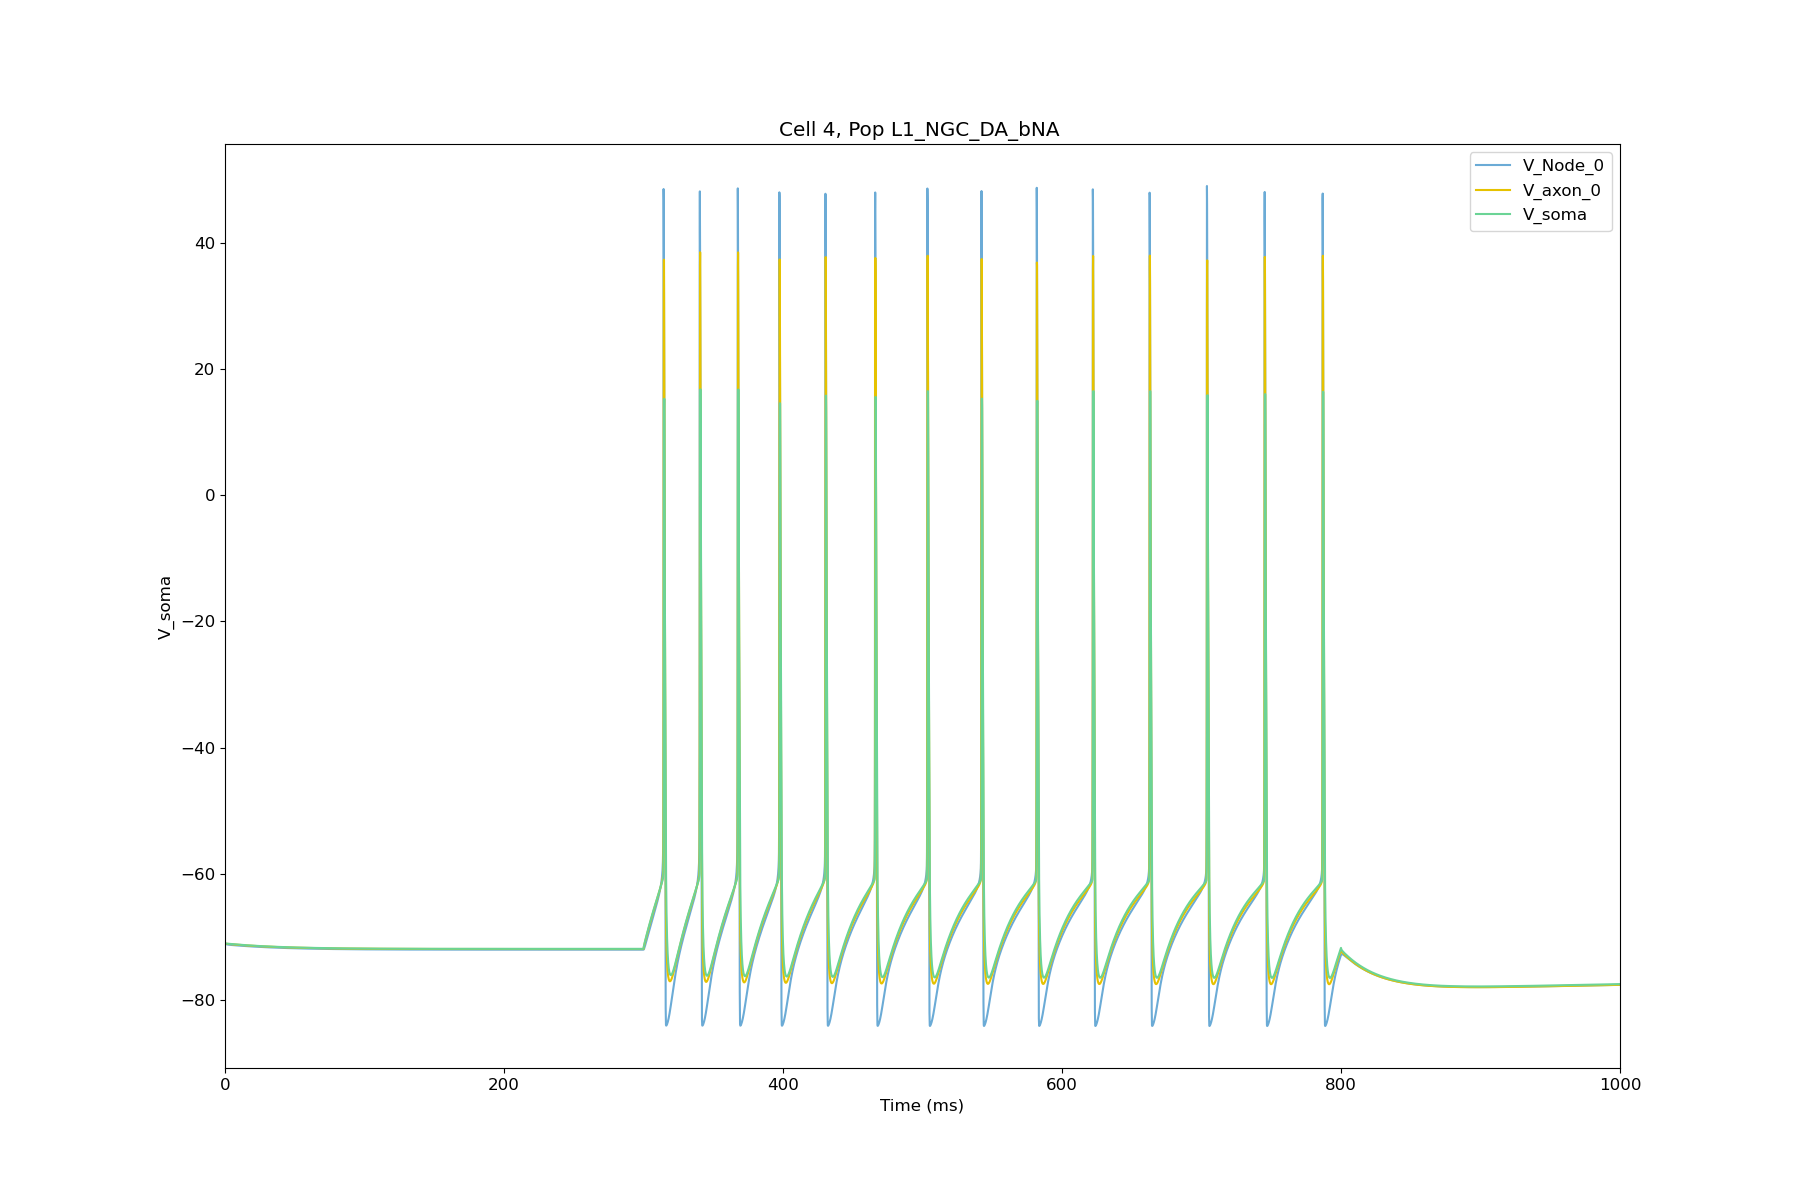 Cell 4, Pop L1_NGC_DA_bNA
V_Node_0
V_axon_0
V_soma
40
20
0
−20
−40
−60
−80
V_soma
0 200 400 600 800 1000
Time (ms)